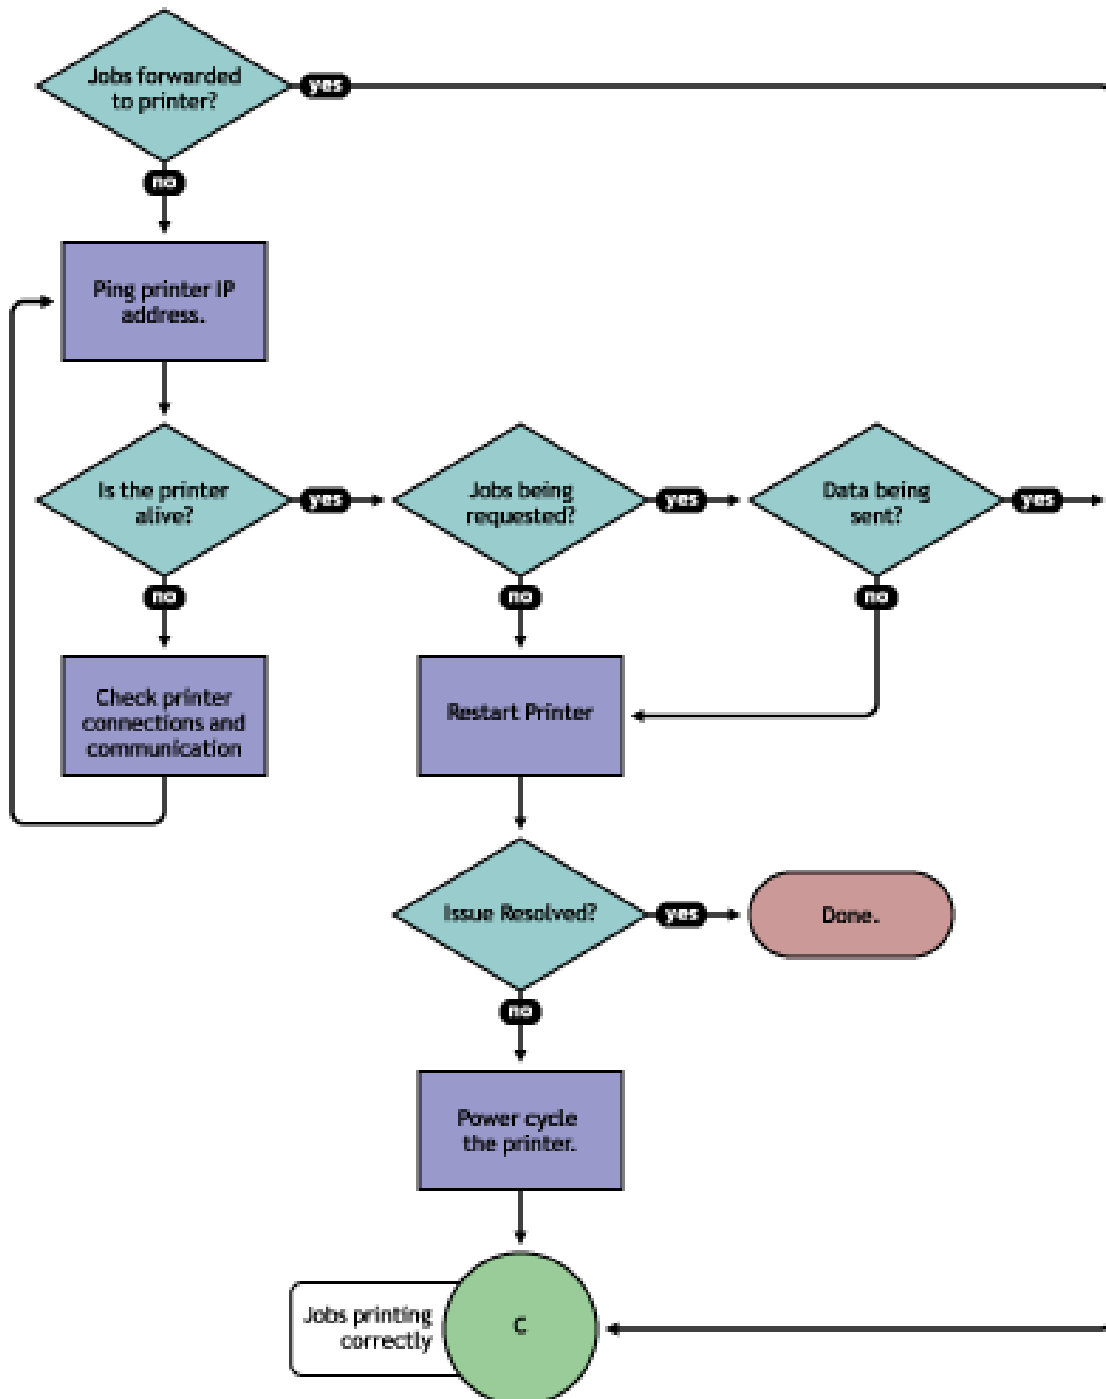 Jobs forwarded
to printer?
yes
no
Ping printer IP
address.
Is the printer
alive?
yes
Jobs being
requested?
yes
Data being
sent?
yes
no
no
no
Check printer
connections and
communication
Restart Printer
Issue Resolved?
yes
Done.
no
Power cycle
the printer.
Jobs printing
correctly
C